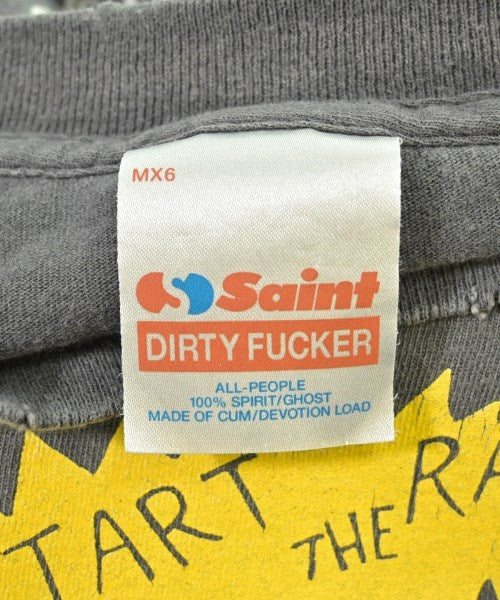 MX6
S Saint
DIRTY FUCKER
ALL-PEOPLE
100% SPIRIT/GHOST
MADE OF CUM/DEVOTION LOAD
TART THE RA